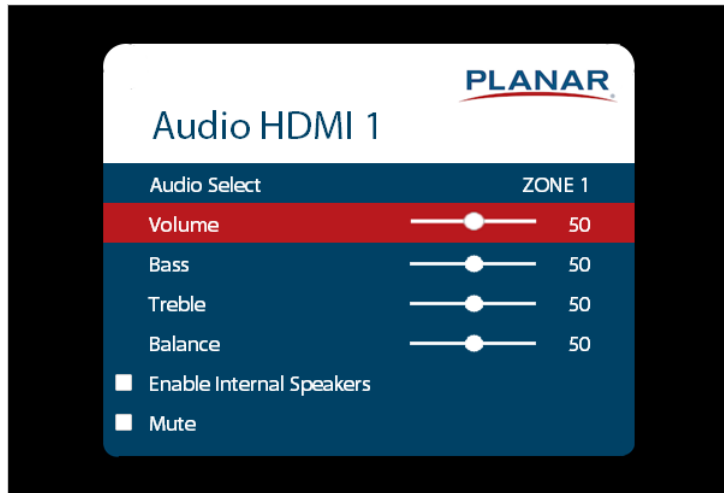 PLANAR
Audio HDMI 1
Audio Select ZONE 1
Volume 50
Bass 50
Treble 50
Balance 50
Enable Internal Speakers
Mute